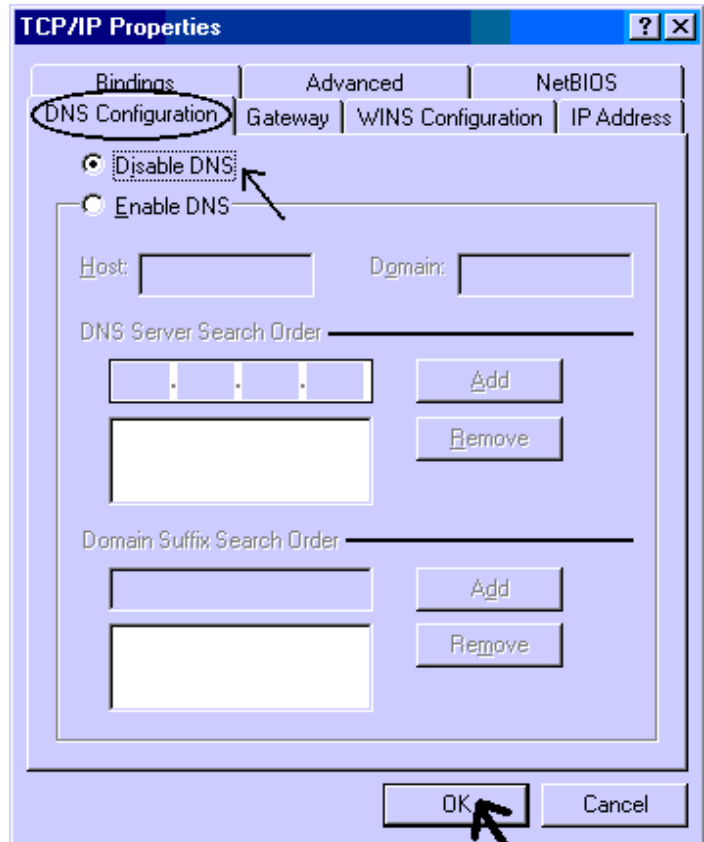 TCP/IP Properties
Bindings Advanced NetBIOS
DNS Configuration Gateway WINS Configuration IP Address
Disable DNS
Enable DNS
Host: Domain:
DNS Server Search Order
. . . Add
Remove
Domain Suffix Search Order
Add
Remove
OK Cancel